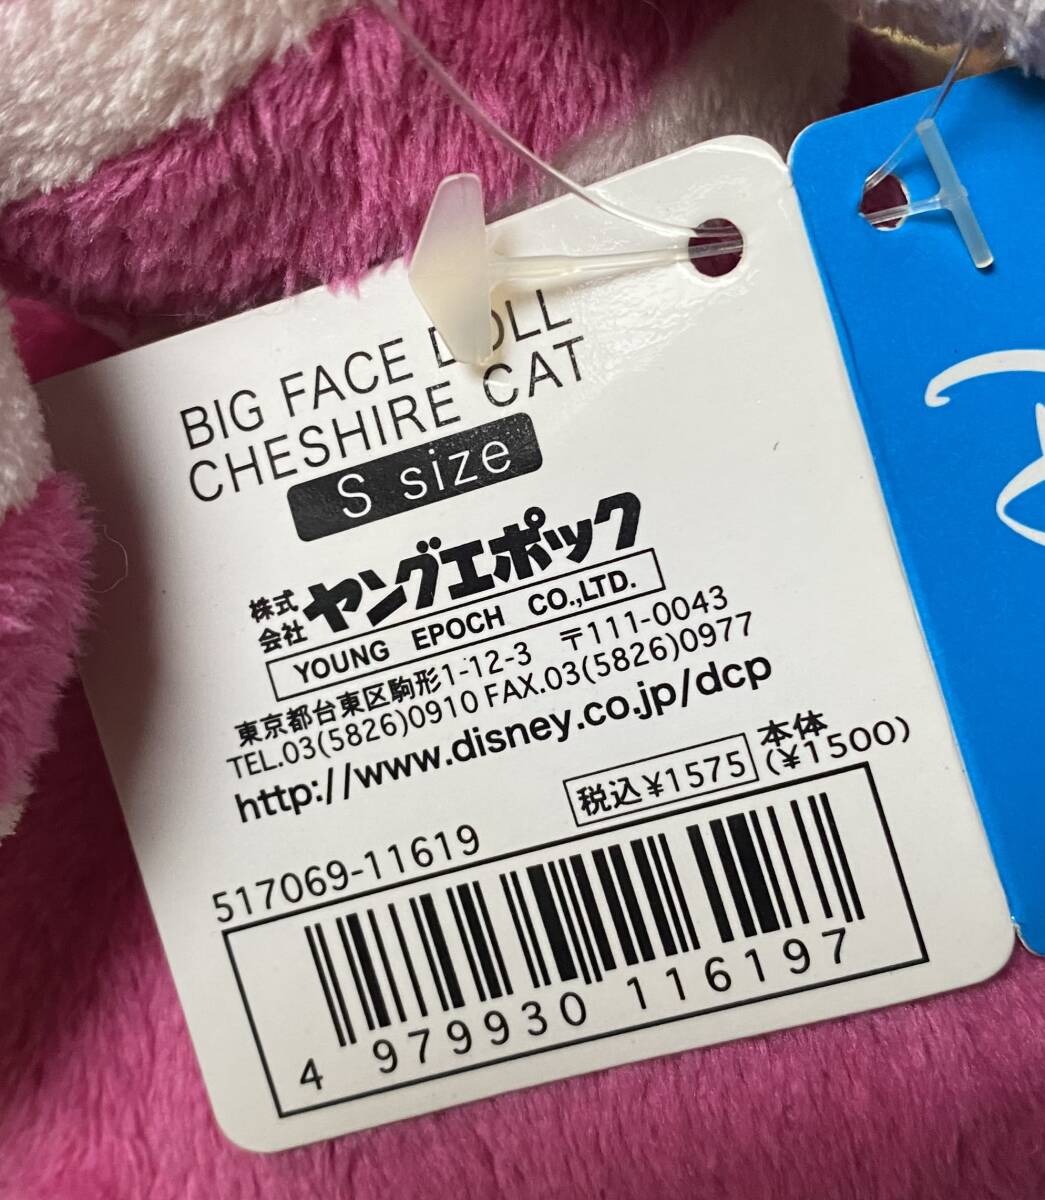 BIG FACE DOLL
CHESHIRE CAT
S size
株式会社 ヤングエポック
YOUNG EPOCH CO.,LTD.
東京都台東区駒形1-12-3 〒111-0043
TEL.03(5826)0910 FAX.03(5826)0977
http://www.disney.co.jp/dcp
税込¥1575 本体(¥1500)
517069-11619
4 979930 116197